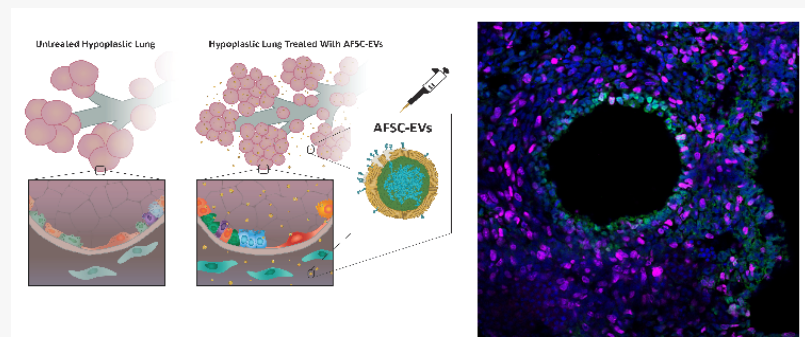 Untreated Hypoplastic Lung
Hypoplastic Lung Treated With AFSC-EVs
AFSC-EVs